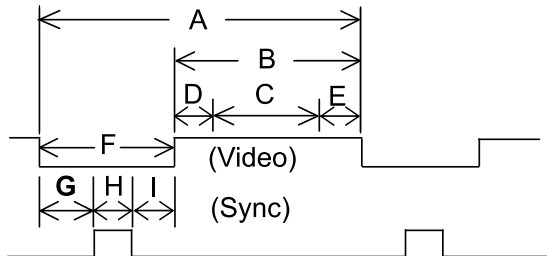 A
B
D C E
F
(Video)
G H I
(Sync)